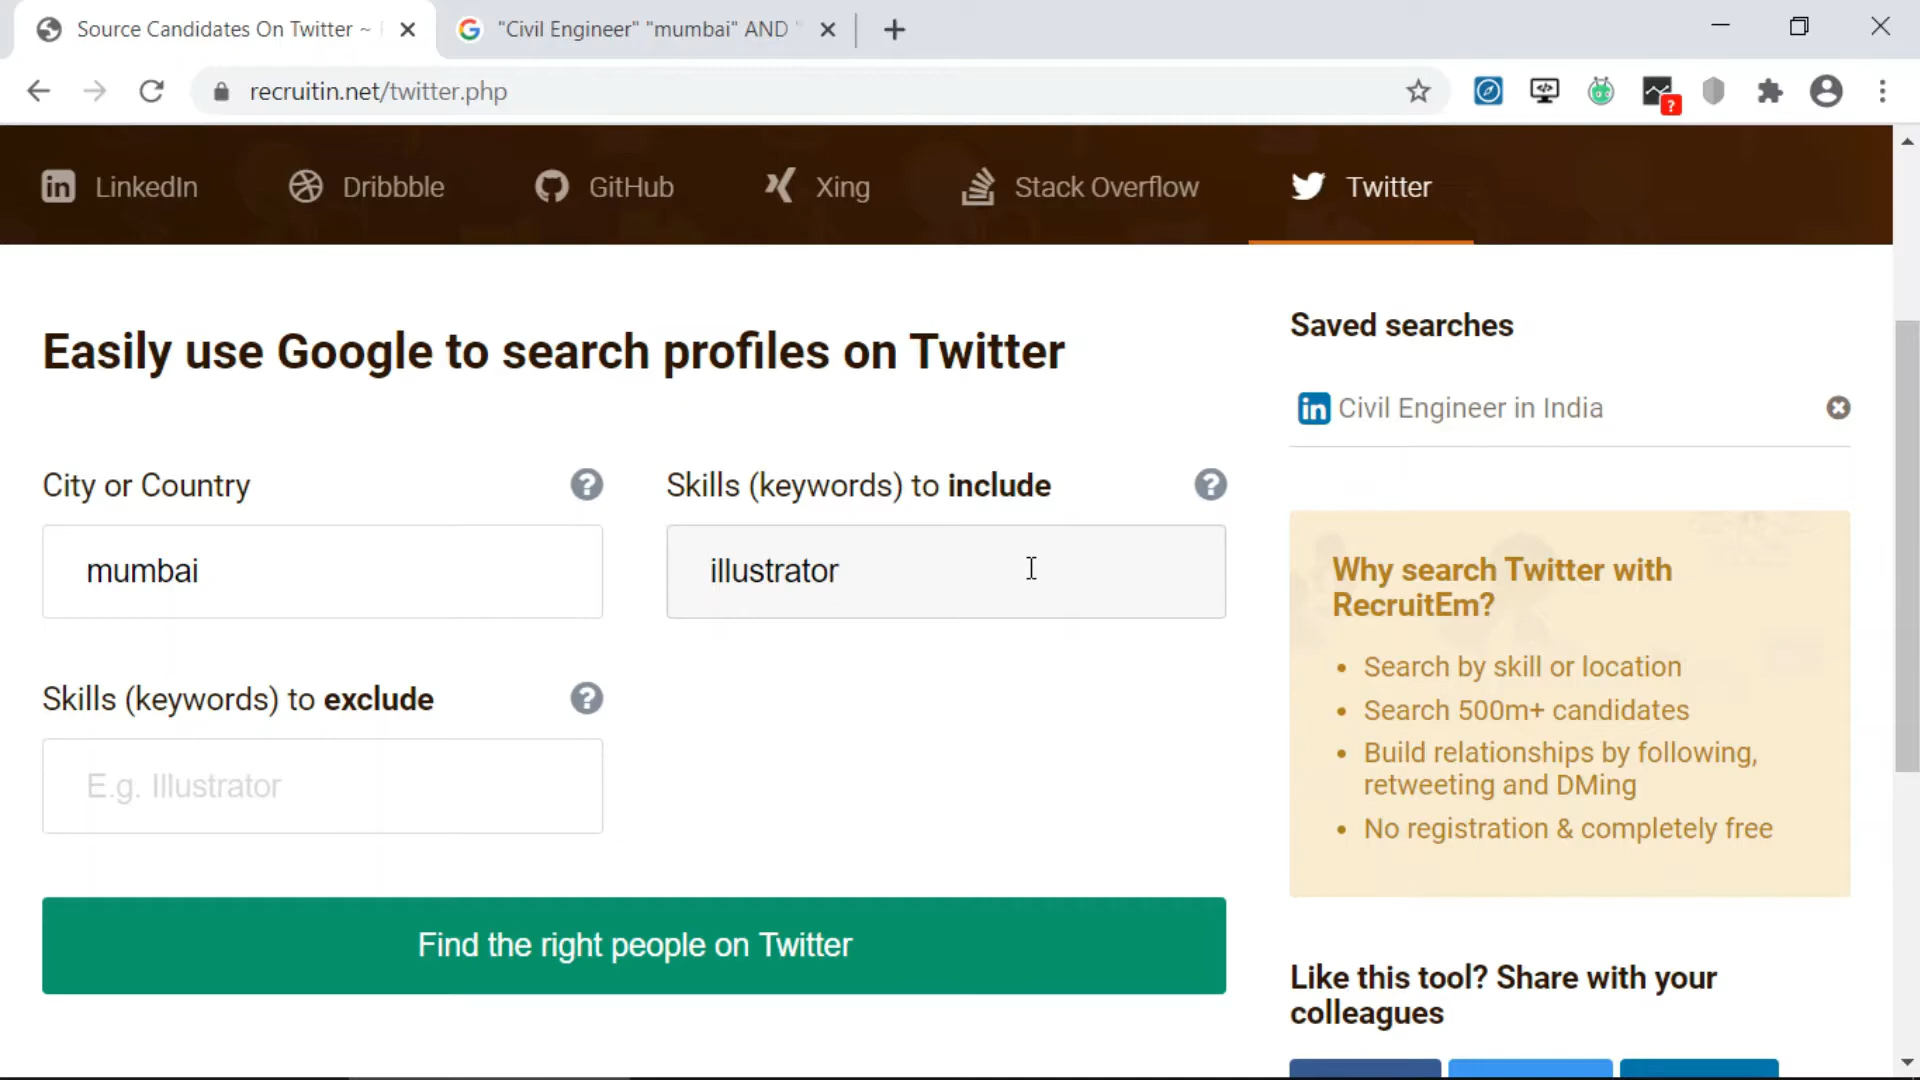 Source Candidates On Twitter ~
"Civil Engineer" "mumbai" AND "
recruitin.net/twitter.php
?
LinkedIn
Dribbble
GitHub
Xing
Stack Overflow
Twitter
Easily use Google to search profiles on Twitter
City or Country
?
mumbai
Skills (keywords) to include
?
illustrator
Skills (keywords) to exclude
?
E.g. Illustrator
Find the right people on Twitter
Saved searches
in Civil Engineer in India
Why search Twitter with
RecruitEm?
• Search by skill or location
• Search 500m+ candidates
• Build relationships by following,
retweeting and DMing
• No registration & completely free
Like this tool? Share with your
colleagues